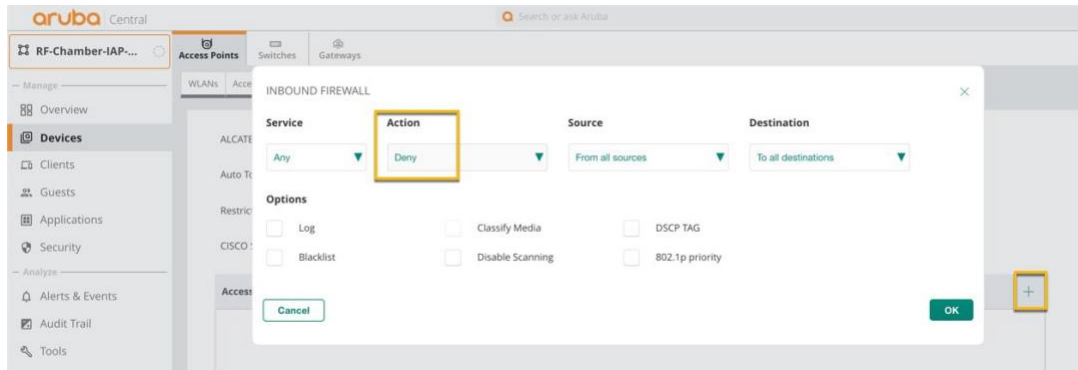 aruba Central
Search or ask Aruba
RF-Chamber-IAP-...
Access Points Switches Gateways
Manage
WLANs Acce
INBOUND FIREWALL
Overview
Devices
Clients
Guests
Applications
Security
Analyze
Alerts & Events
Audit Trail
Tools
ALCATE
Auto To
Restric
CISCO S
Access
Service Action Source Destination
Any Deny From all sources To all destinations
Options
Log Classify Media DSCP TAG
Blacklist Disable Scanning 802.1p priority
Cancel OK